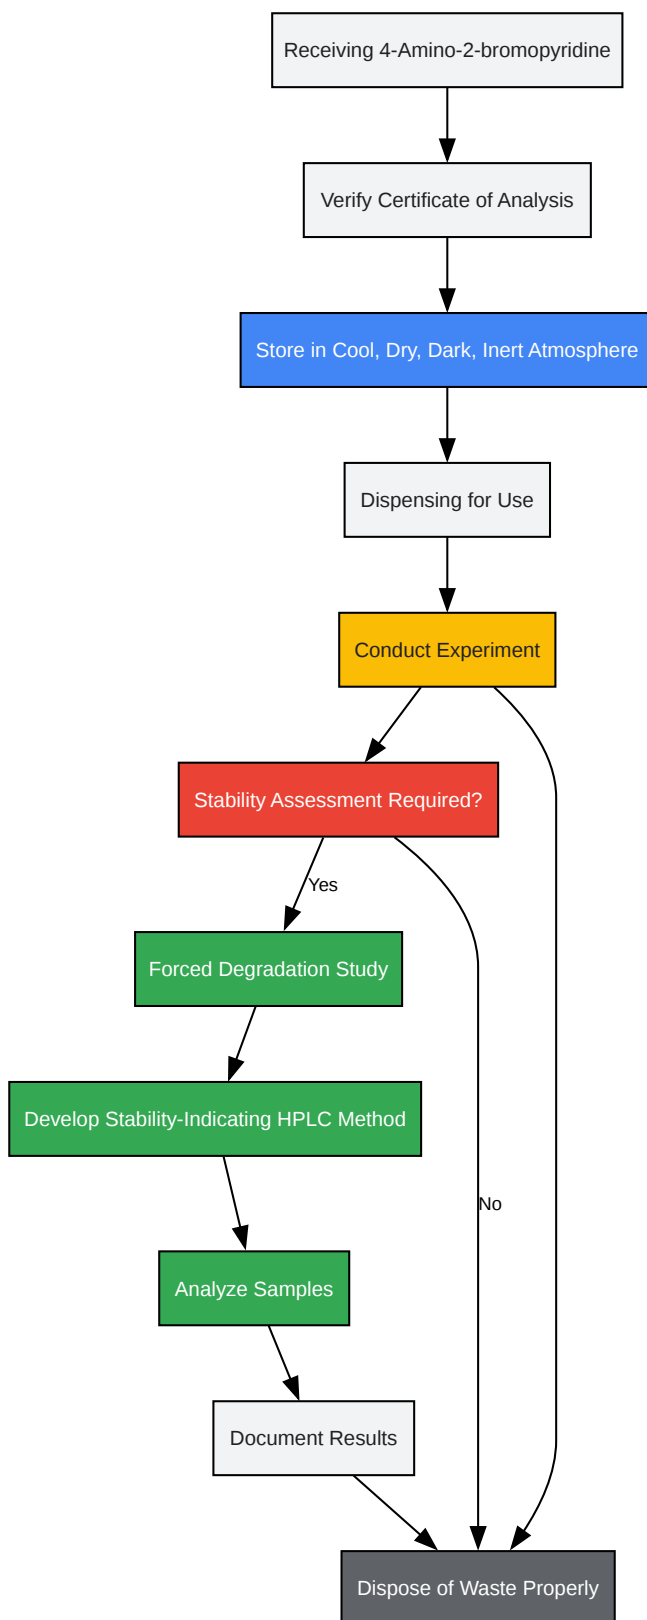 Receiving 4-Amino-2-bromopyridine
Verify Certificate of Analysis
Store in Cool, Dry, Dark, Inert Atmosphere
Dispensing for Use
Conduct Experiment
Stability Assessment Required?
Yes
Forced Degradation Study
Develop Stability-Indicating HPLC Method
No
Analyze Samples
Document Results
Dispose of Waste Properly